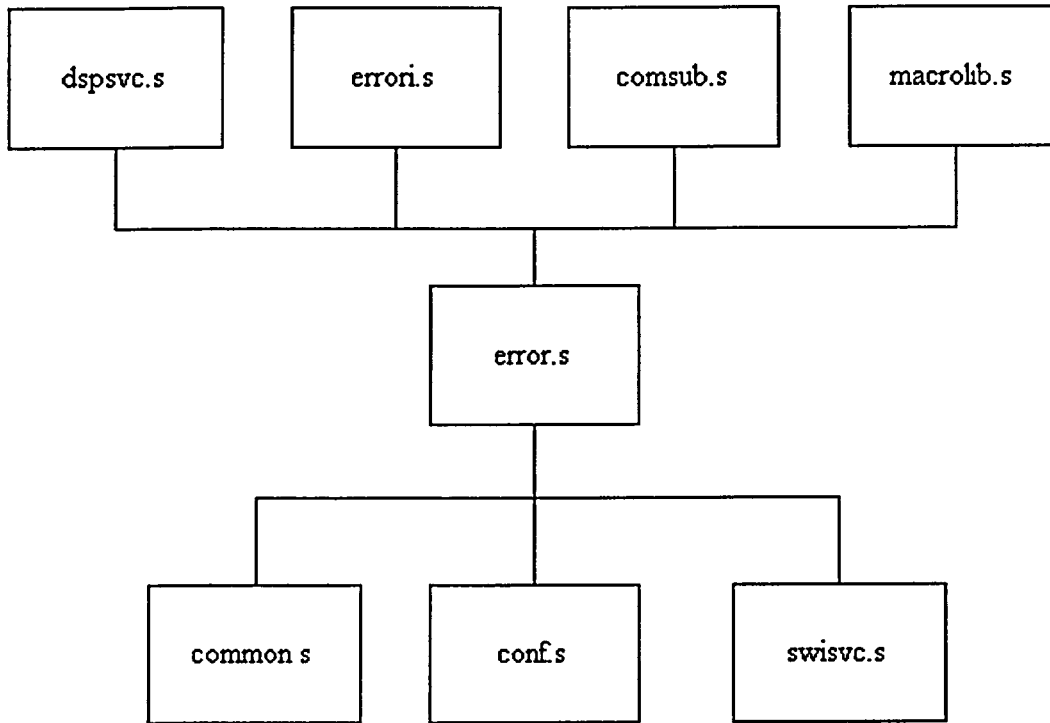 dspsvc.s
errori.s
comsub.s
macrolib.s
error.s
common s
conf.s
swisvc.s